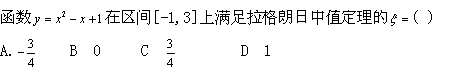 函数 y = x² − x + 1 在区间[-1, 3]上满足拉格朗日中值定理的 ξ = ( )
A. −3/4  B  0  C  3/4  D  1